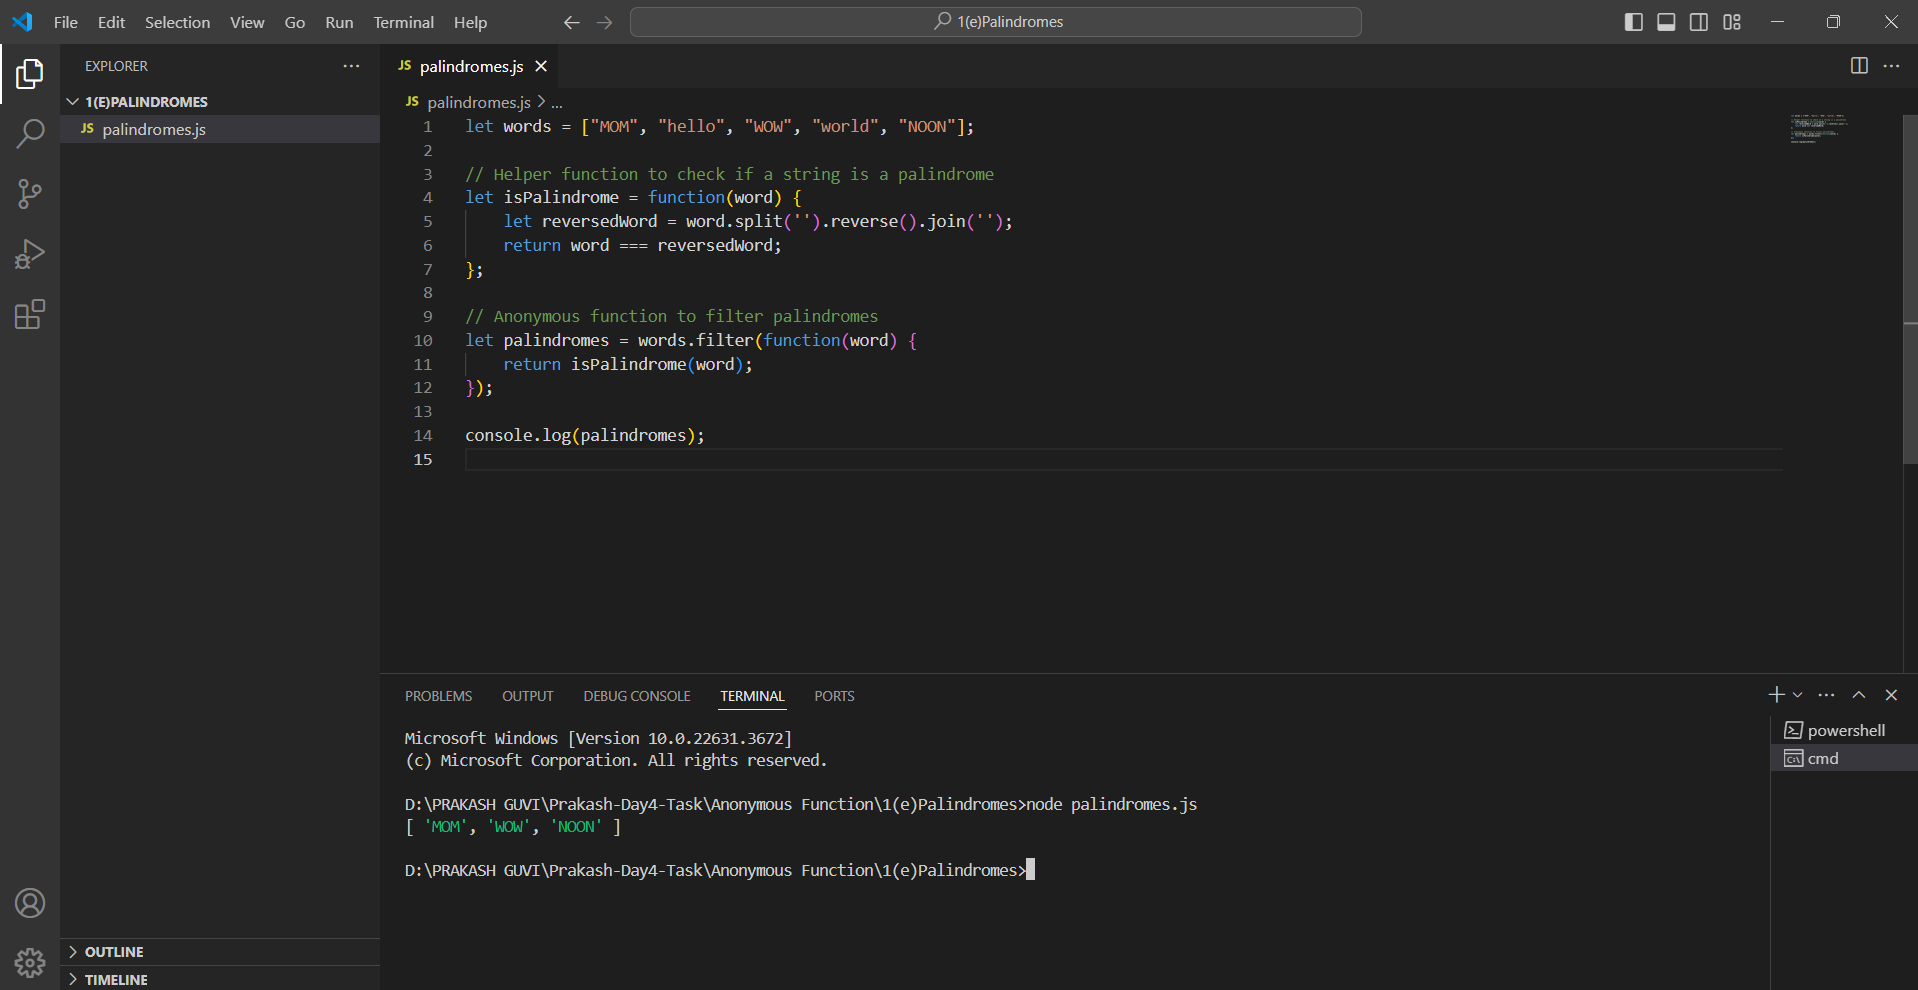 File Edit Selection View Go Run Terminal Help
1(e)Palindromes
EXPLORER
1(E)PALINDROMES
JS palindromes.js
JS palindromes.js
JS palindromes.js > ...
1 let words = ["MOM", "hello", "WOW", "world", "NOON"];
2
3 // Helper function to check if a string is a palindrome
4 let isPalindrome = function(word) {
5 let reversedWord = word.split('').reverse().join('');
6 return word === reversedWord;
7 };
8
9 // Anonymous function to filter palindromes
10 let palindromes = words.filter(function(word) {
11 return isPalindrome(word);
12 });
13
14 console.log(palindromes);
15
PROBLEMS OUTPUT DEBUG CONSOLE TERMINAL PORTS
Microsoft Windows [Version 10.0.22631.3672]
(c) Microsoft Corporation. All rights reserved.
D:\PRAKASH GUVI\Prakash-Day4-Task\Anonymous Function\1(e)Palindromes>node palindromes.js
[ 'MOM', 'WOW', 'NOON' ]
D:\PRAKASH GUVI\Prakash-Day4-Task\Anonymous Function\1(e)Palindromes>
powershell
cmd
OUTLINE
TIMELINE